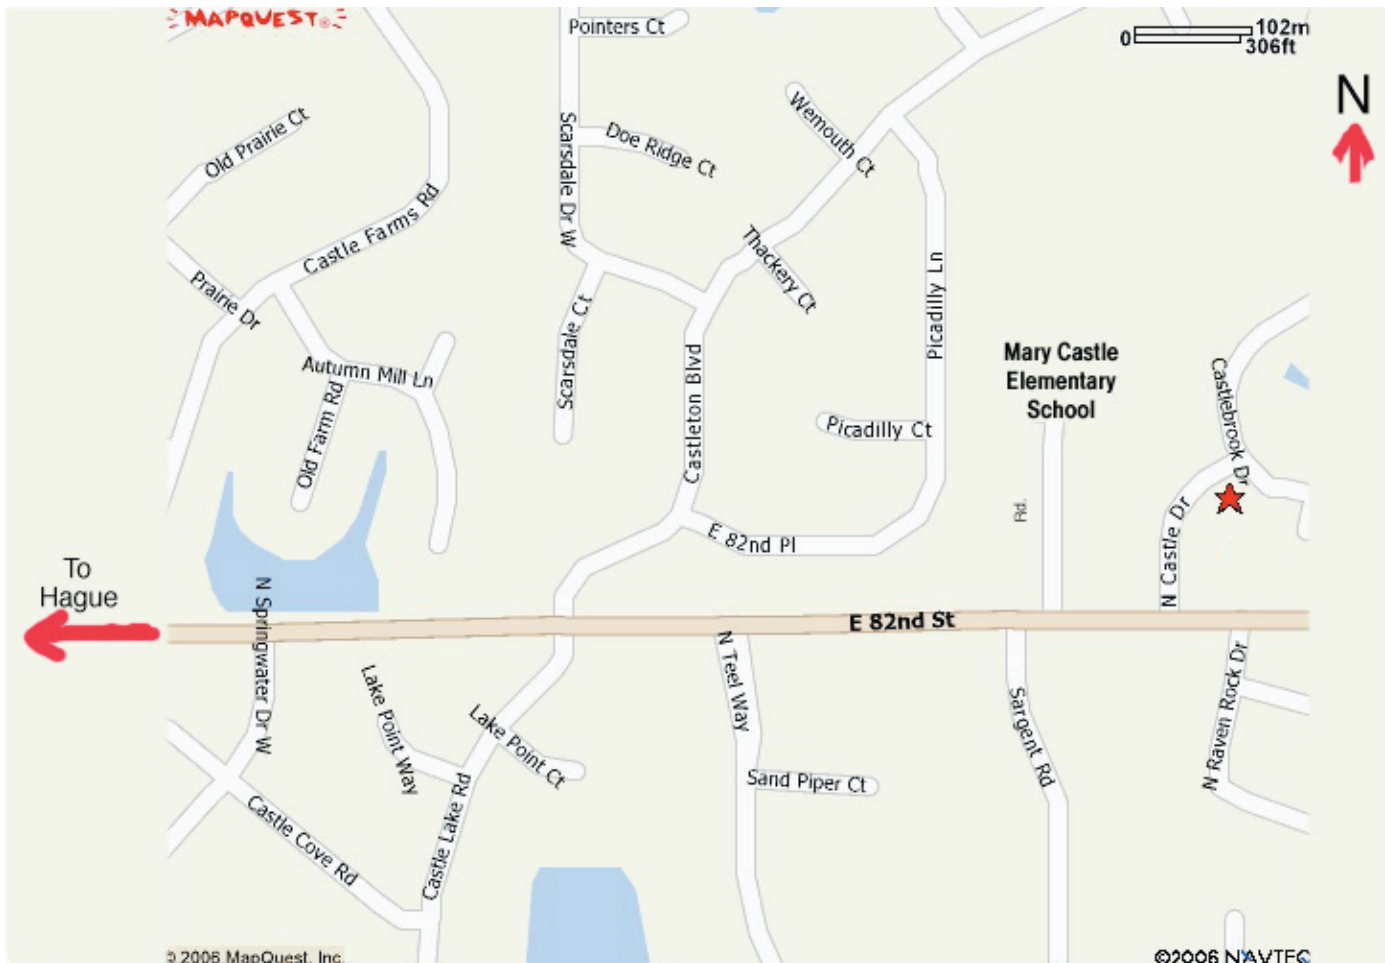 MAPQUEST
Pointers Ct
0
102m
306ft
N
Wemouth Ct
Old Prairie Ct
Scarsdale Dr W
Doe Ridge Ct
Castle Farms Rd
Thackery Ct
Picadilly Ln
Prairie Dr
Scarsdale Ct
Castleton Blvd
Mary Castle
Elementary
School
Castlebrook Dr
Autumn Mill Ln
Old Farm Rd
Picadilly Ct
Rd.
N Castle Dr
E 82nd Pl
To
Hague
N Springwater Dr W
E 82nd St
N Teel Way
Lake Point Way
Lake Point Ct
Sargent Rd
N Raven Rock Dr
Sand Piper Ct
Castle Lake Rd
Castle Cove Rd
© 2006 MapQuest, Inc.
©2006 NAVTEQ